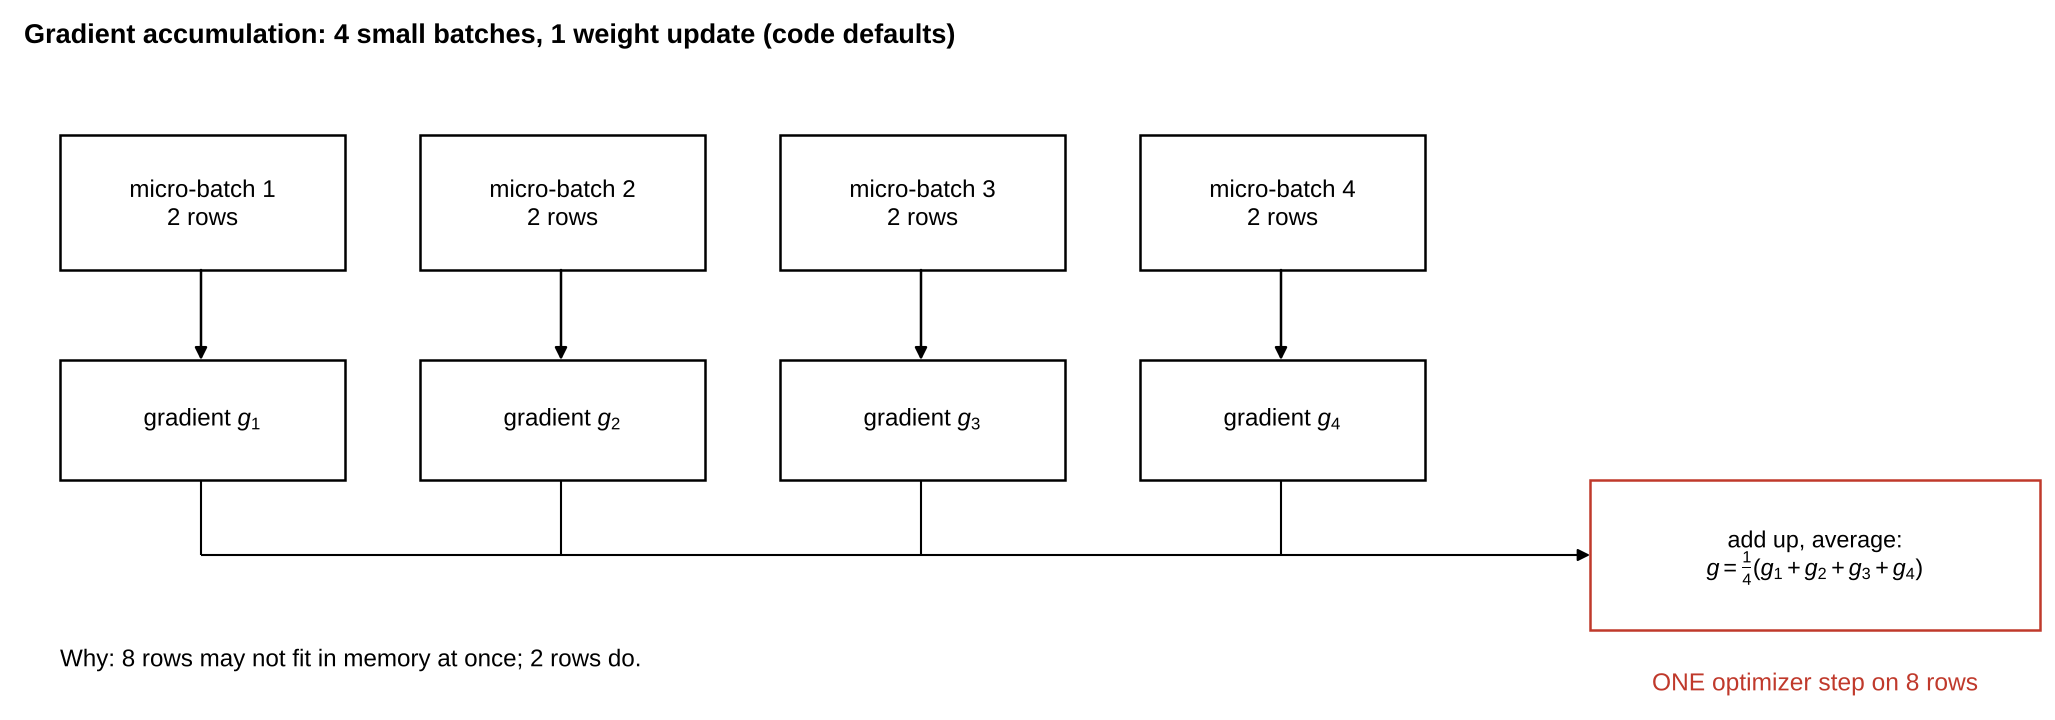 Gradient accumulation: 4 small batches, 1 weight update (code defaults)
micro-batch 1
2 rows
micro-batch 2
2 rows
micro-batch 3
2 rows
micro-batch 4
2 rows
gradient g₁
gradient g₂
gradient g₃
gradient g₄
add up, average:
g = ¼(g₁ + g₂ + g₃ + g₄)
Why: 8 rows may not fit in memory at once; 2 rows do.
ONE optimizer step on 8 rows